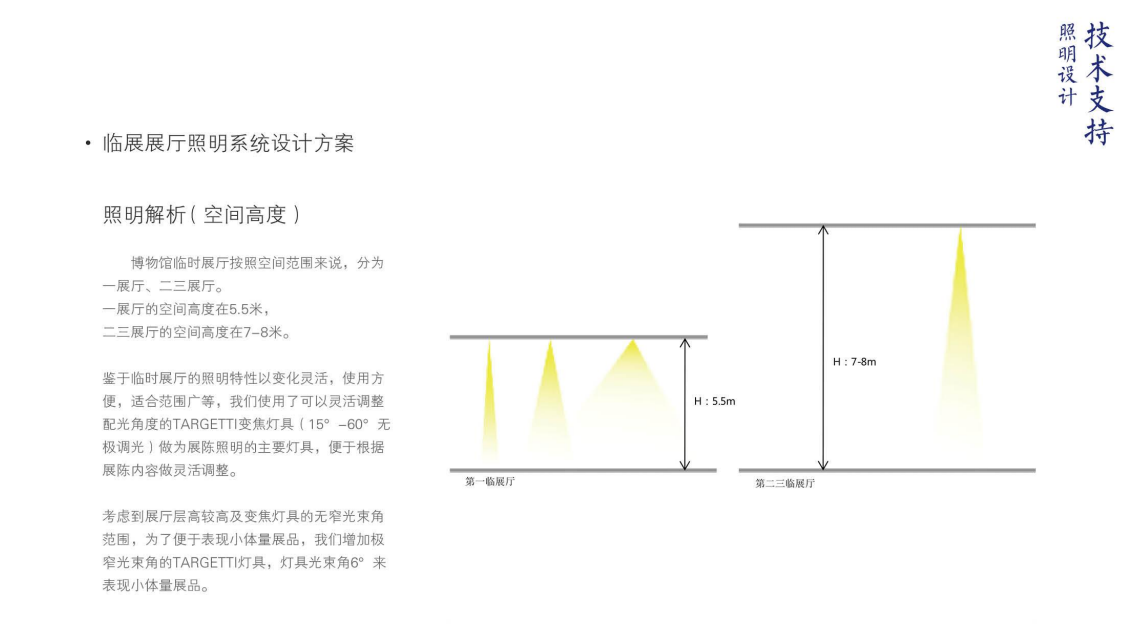 技术支持
照明设计
• 临展展厅照明系统设计方案
照明解析( 空间高度 )
博物馆临时展厅按照空间范围来说，分为
一展厅、二三展厅。
一展厅的空间高度在5.5米，
二三展厅的空间高度在7-8米。
鉴于临时展厅的照明特性以变化灵活，使用方
便，适合范围广等，我们使用了可以灵活调整
配光角度的TARGETTI变焦灯具（15° -60° 无
极调光）做为展陈照明的主要灯具，便于根据
展陈内容做灵活调整。
考虑到展厅层高较高及变焦灯具的无窄光束角
范围，为了便于表现小体量展品，我们增加极
窄光束角的TARGETTI灯具，灯具光束角6° 来
表现小体量展品。
H：5.5m
第一临展厅
H：7-8m
第二三临展厅